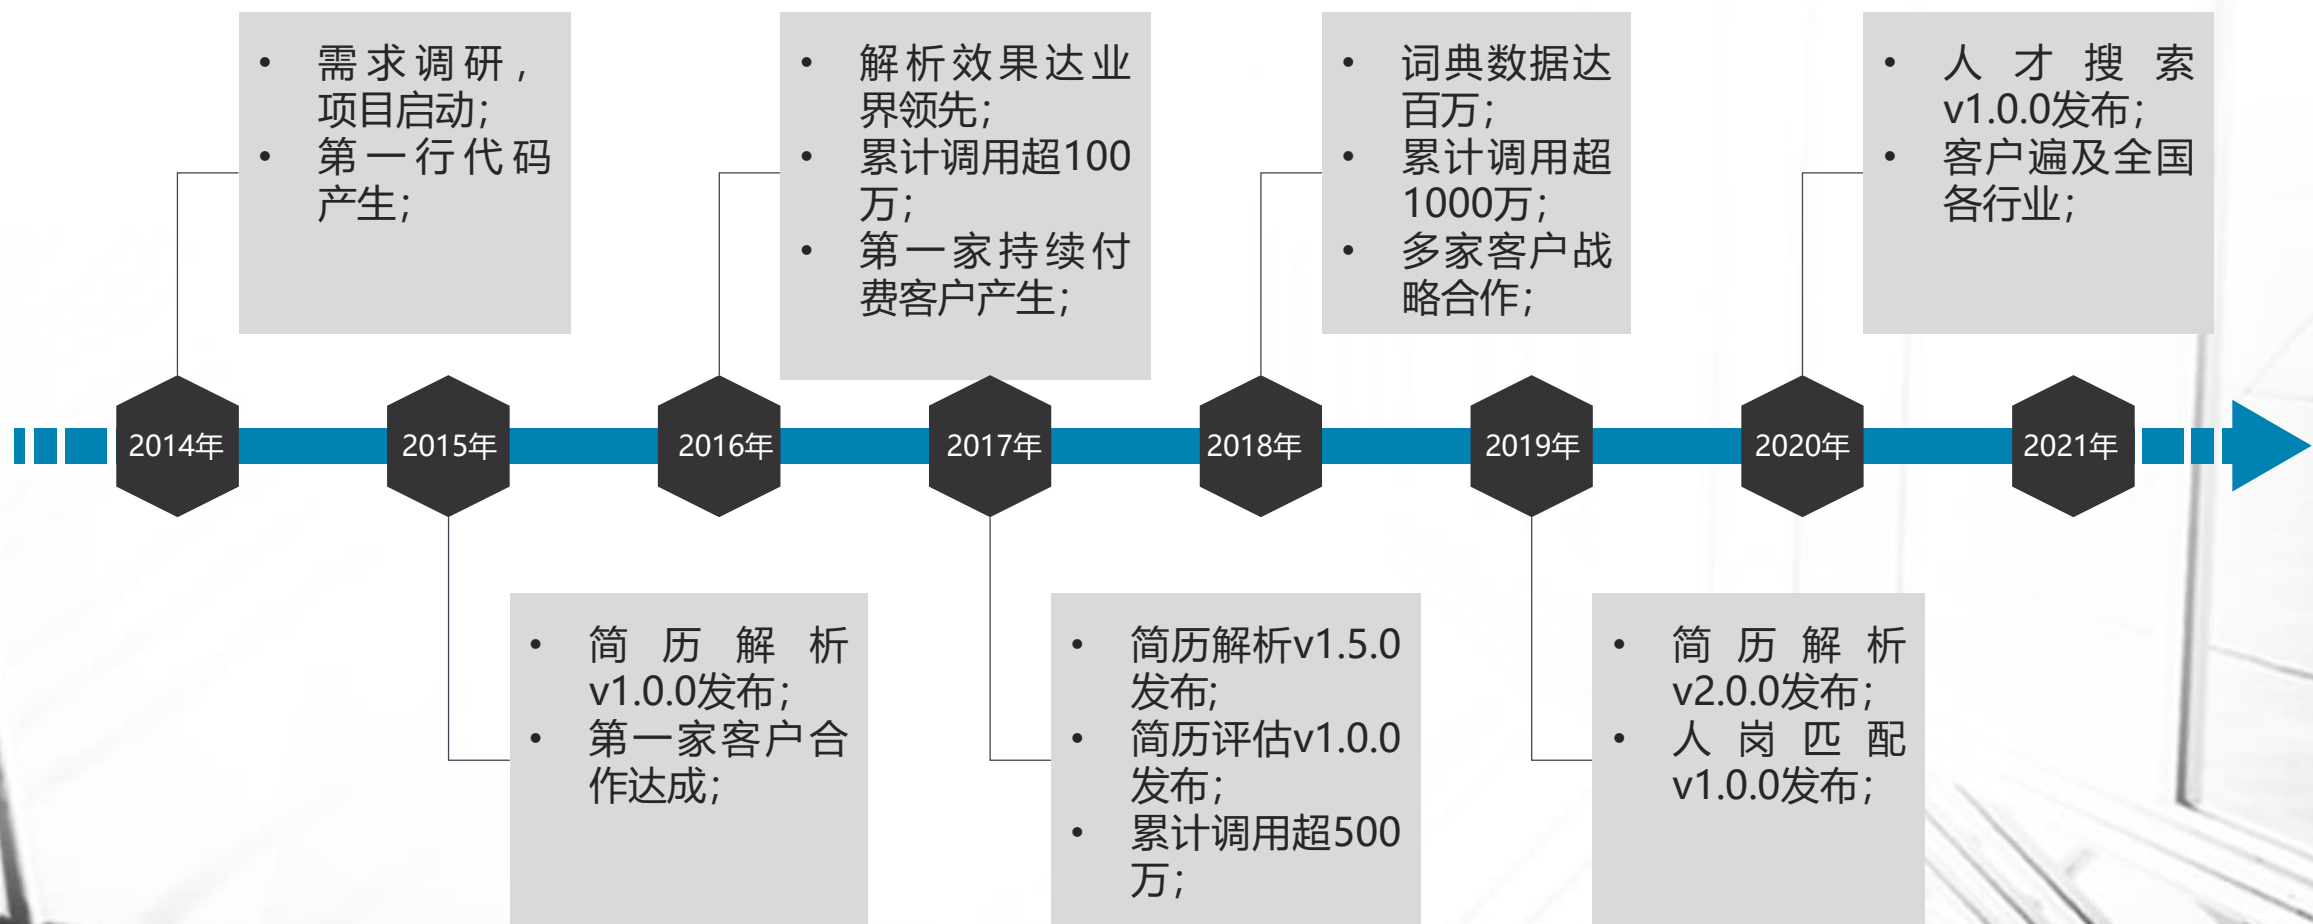 • 需求调研，
项目启动；
• 第一行代码
产生；
• 解析效果达业
界领先；
• 累计调用超100
万；
• 第一家持续付
费客户产生；
• 词典数据达
百万；
• 累计调用超
1000万；
• 多家客户战
略合作；
• 人才搜索
v1.0.0发布；
• 客户遍及全国
各行业；
2014年
2015年
2016年
2017年
2018年
2019年
2020年
2021年
• 简历解析
v1.0.0发布；
• 第一家客户合
作达成；
• 简历解析v1.5.0
发布;
• 简历评估v1.0.0
发布；
• 累计调用超500
万；
• 简历解析
v2.0.0发布；
• 人岗匹配
v1.0.0发布；